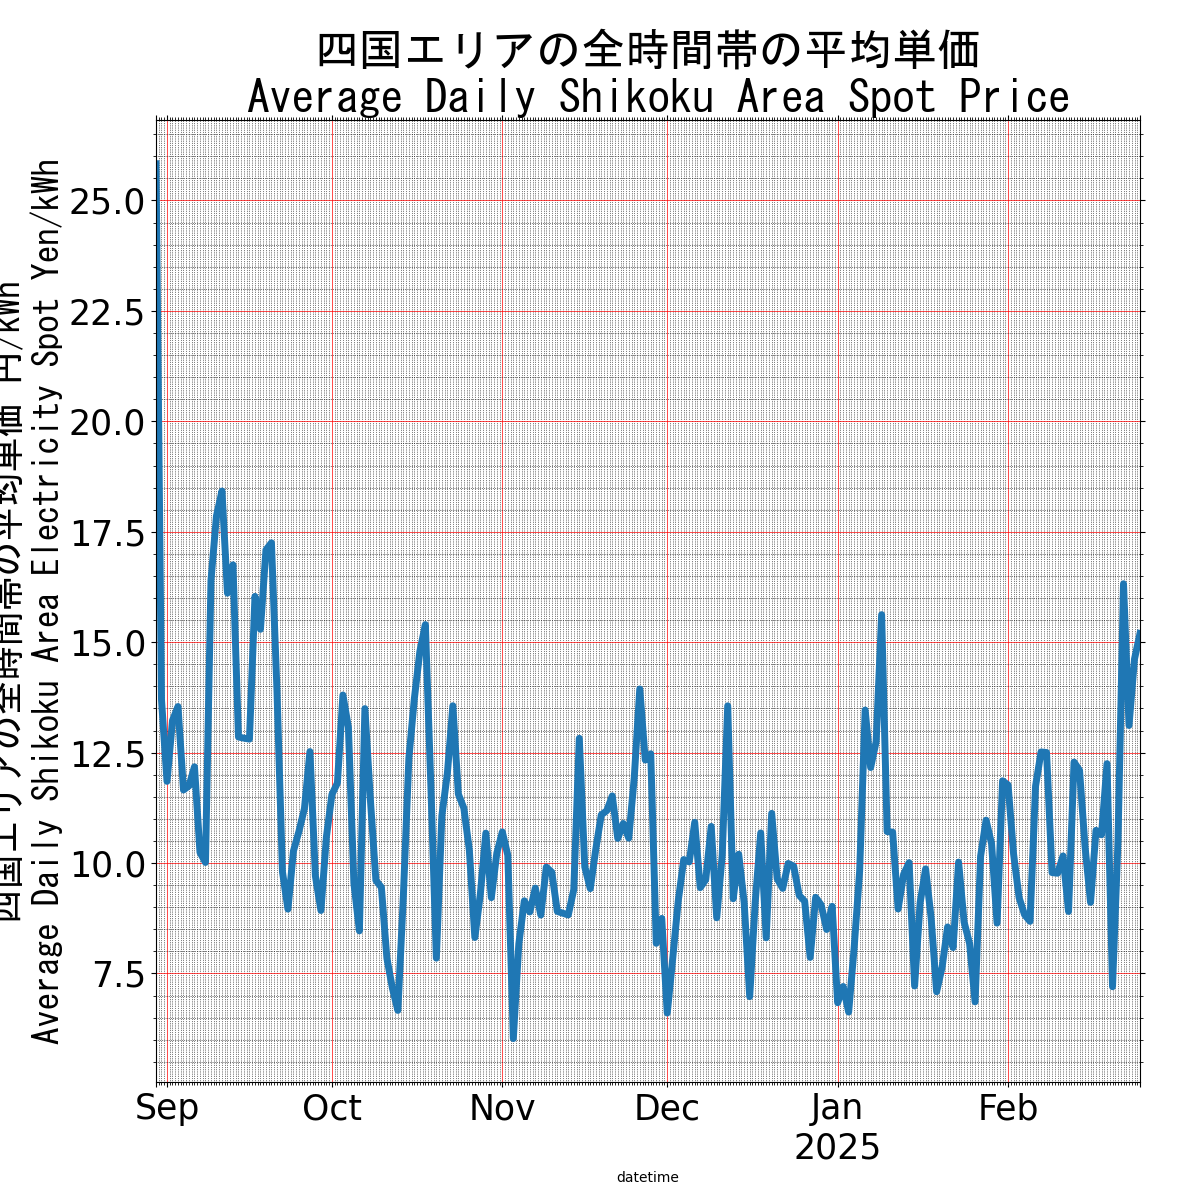 四国エリアの全時間帯の平均単価
Average Daily Shikoku Area Spot Price
四国エリアの全時間帯の平均単価 円/kWh
Average Daily Shikoku Area Electricity Spot Yen/kWh
25.0
22.5
20.0
17.5
15.0
12.5
10.0
7.5
Sep Oct Nov Dec Jan Feb
2025
datetime